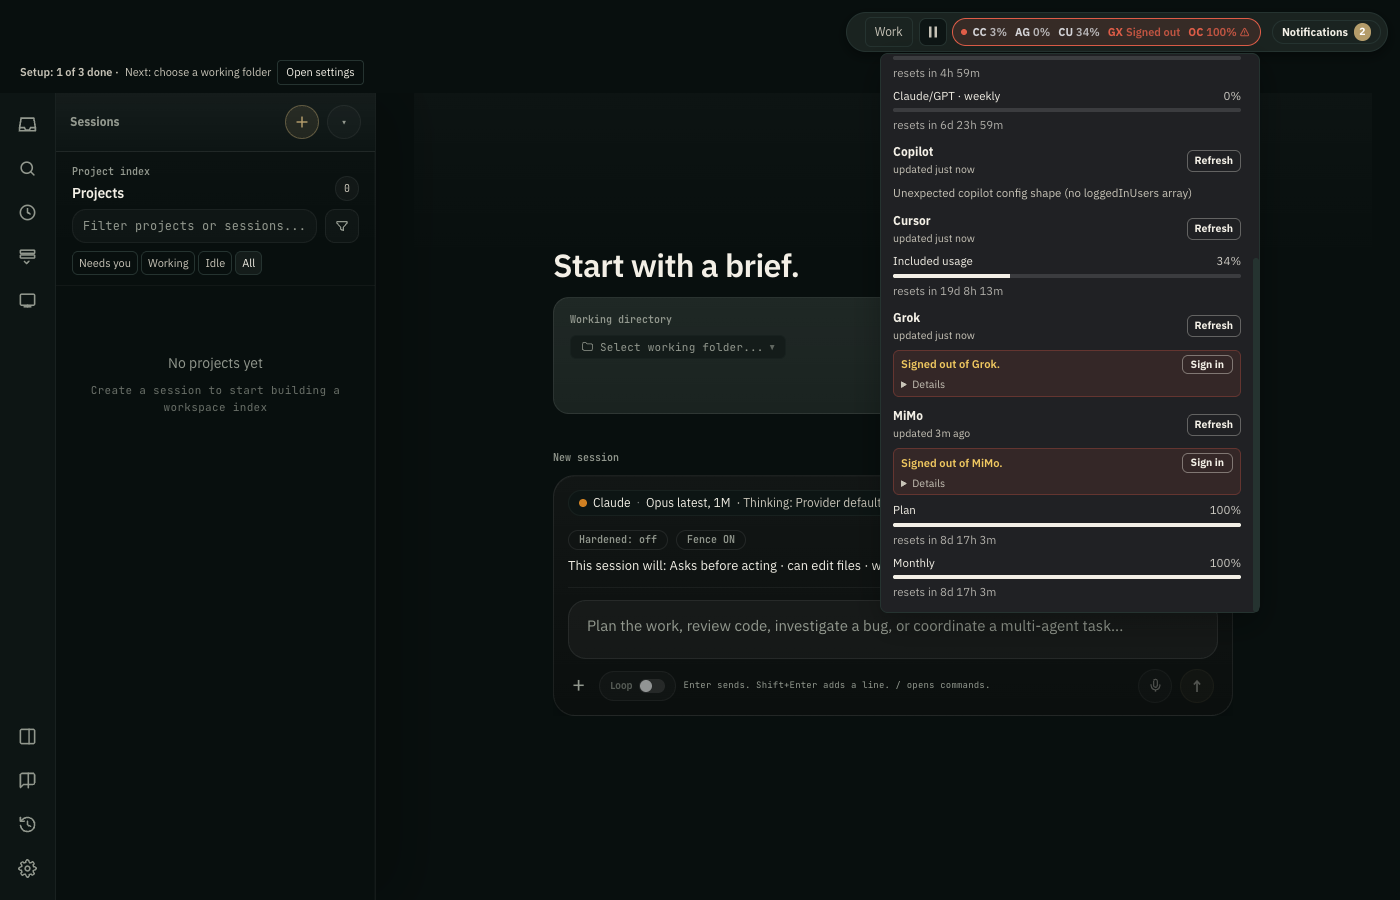 Work
CC 3% AG 0% CU 34% GX Signed out OC 100%
Notifications 2
Setup: 1 of 3 done · Next: choose a working folder Open settings
Sessions
Project index
Projects
0
Filter projects or sessions...
Needs you Working Idle All
No projects yet
Create a session to start building a
workspace index
Start with a brief.
Working directory
Select working folder...
New session
Claude · Opus latest, 1M · Thinking: Provider default
Hardened: off Fence ON
This session will: Asks before acting · can edit files · w
Plan the work, review code, investigate a bug, or coordinate a multi-agent task...
Loop
Enter sends. Shift+Enter adds a line. / opens commands.
resets in 4h 59m
Claude/GPT · weekly 0%
resets in 6d 23h 59m
Copilot
updated just now
Refresh
Unexpected copilot config shape (no loggedInUsers array)
Cursor
updated just now
Refresh
Included usage 34%
resets in 19d 8h 13m
Grok
updated just now
Refresh
Signed out of Grok. Sign in
Details
MiMo
updated 3m ago
Refresh
Signed out of MiMo. Sign in
Details
Plan 100%
resets in 8d 17h 3m
Monthly 100%
resets in 8d 17h 3m